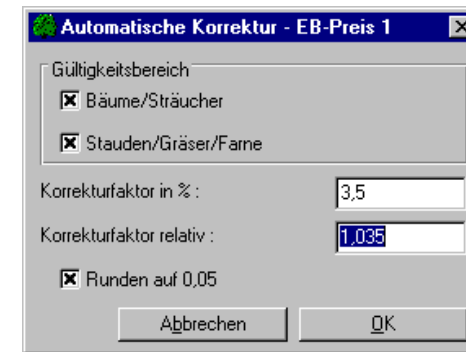 Automatische Korrektur - EB-Preis 1
Gültigkeitsbereich
Bäume/Sträucher
Stauden/Gräser/Farne
Korrekturfaktor in % : 3,5
Korrekturfaktor relativ : 1,035
Runden auf 0,05
Abbrechen OK